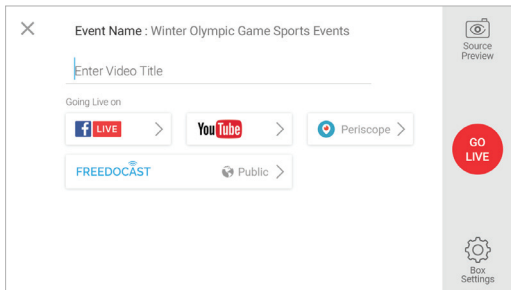 Event Name : Winter Olympic Game Sports Events
Source
Preview
Enter Video Title
Going Live on
f LIVE
YouTube
Periscope
GO
LIVE
FREEDOCAST
Public
Box
Settings